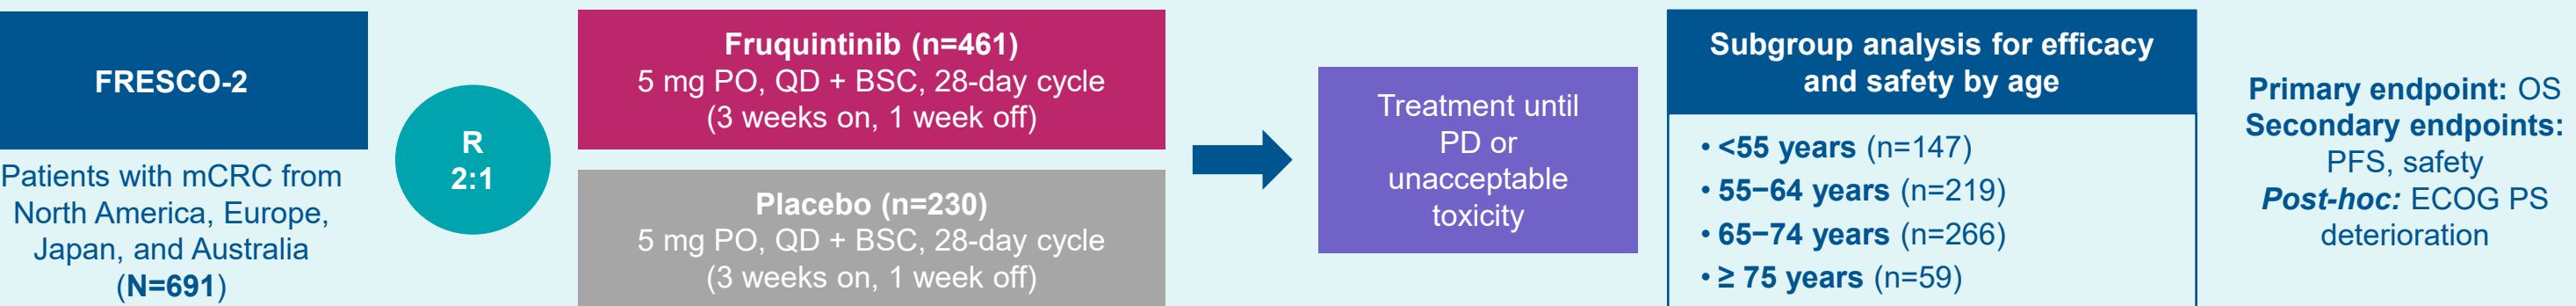 FRESCO-2
Patients with mCRC from
North America, Europe,
Japan, and Australia
(N=691)
R
2:1
Fruquintinib (n=461)
5 mg PO, QD + BSC, 28-day cycle
(3 weeks on, 1 week off)
Placebo (n=230)
5 mg PO, QD + BSC, 28-day cycle
(3 weeks on, 1 week off)
Treatment until
PD or
unacceptable
toxicity
Subgroup analysis for efficacy
and safety by age
• <55 years (n=147)
• 55−64 years (n=219)
• 65−74 years (n=266)
• ≥ 75 years (n=59)
Primary endpoint: OS
Secondary endpoints:
PFS, safety
Post-hoc: ECOG PS
deterioration